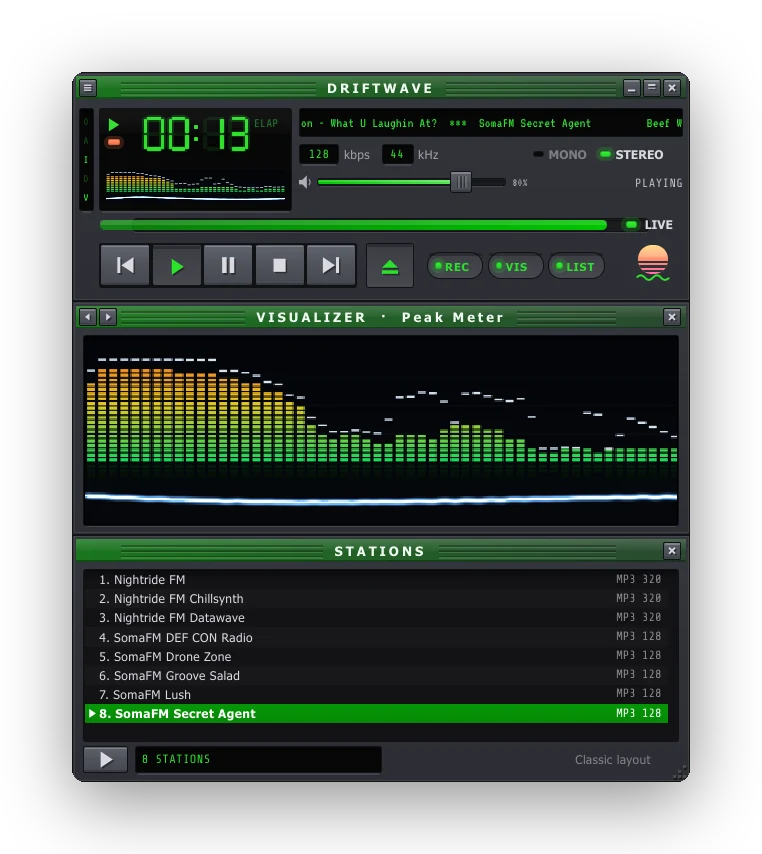 DRIFTWAVE
O
A
I
D
V
00:13 ELAP
on - What U Laughin At? *** SomaFM Secret Agent Beef W
128 kbps 44 kHz MONO STEREO
80% PLAYING
LIVE
REC VIS LIST
VISUALIZER · Peak Meter
STATIONS
1. Nightride FM MP3 320
2. Nightride FM Chillsynth MP3 320
3. Nightride FM Datawave MP3 320
4. SomaFM DEF CON Radio MP3 128
5. SomaFM Drone Zone MP3 128
6. SomaFM Groove Salad MP3 128
7. SomaFM Lush MP3 128
8. SomaFM Secret Agent MP3 128
8 STATIONS Classic layout